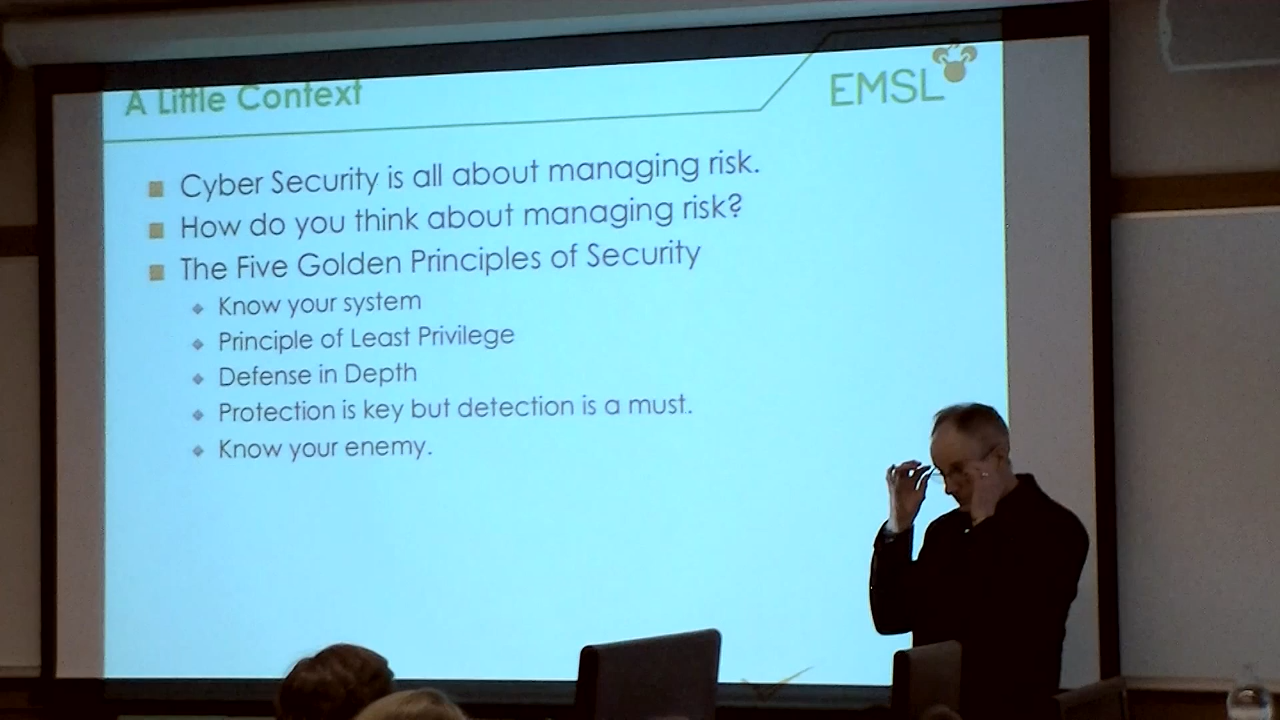 A Little Context
EMSL
Cyber Security is all about managing risk.
How do you think about managing risk?
The Five Golden Principles of Security
Know your system
Principle of Least Privilege
Defense in Depth
Protection is key but detection is a must.
Know your enemy.